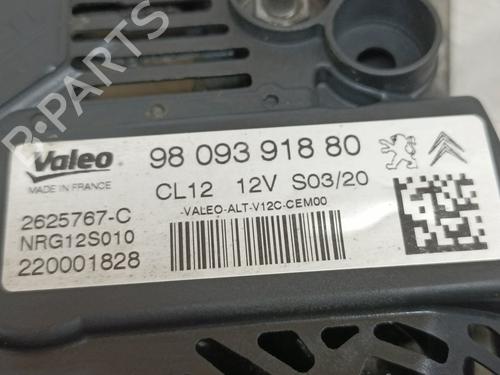 B-PARTS
Valeo
MADE IN FRANCE
98 093 918 80
CL12 12V S03/20
-VALEO-ALT-V12C-CEM00
2625767-C
NRG12S010
220001828